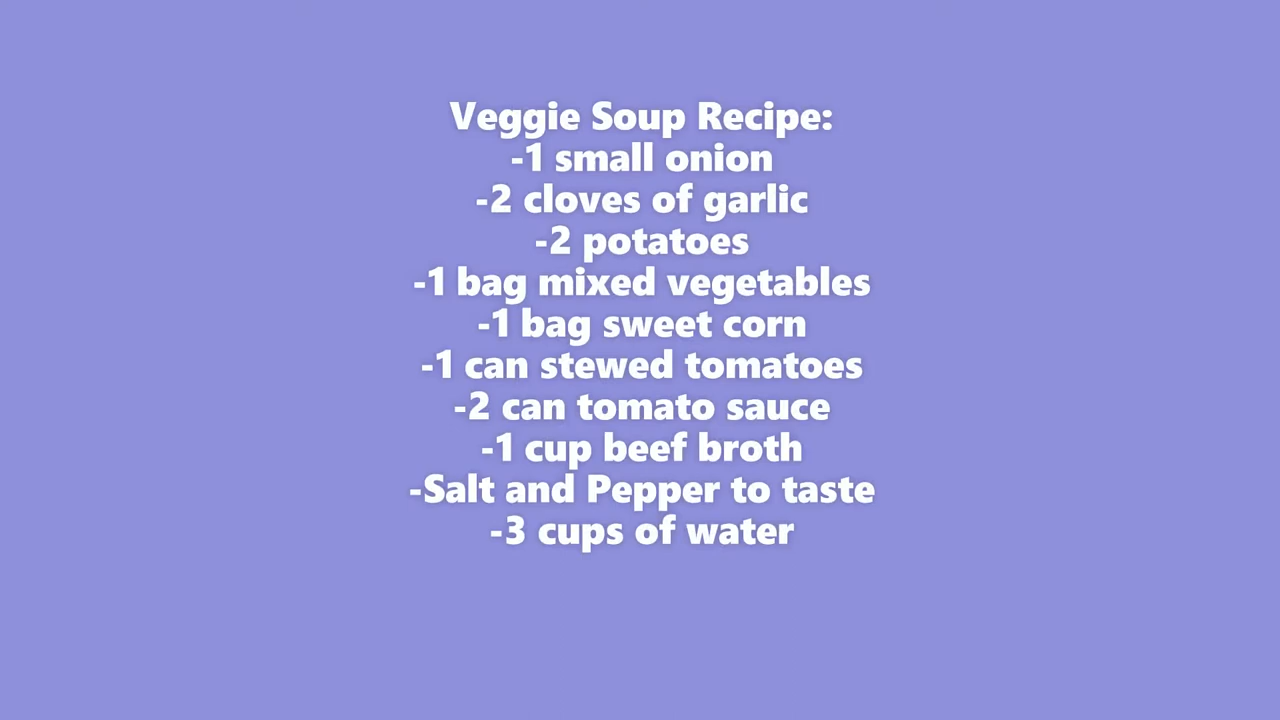 Veggie Soup Recipe:
-1 small onion
-2 cloves of garlic
-2 potatoes
-1 bag mixed vegetables
-1 bag sweet corn
-1 can stewed tomatoes
-2 can tomato sauce
-1 cup beef broth
-Salt and Pepper to taste
-3 cups of water